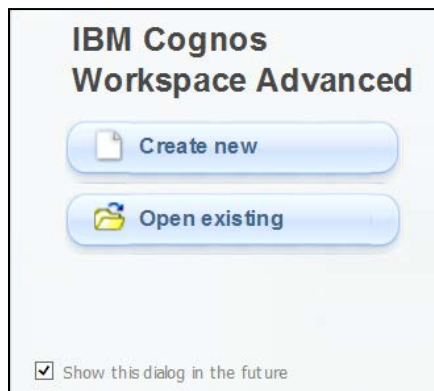 IBM Cognos
Workspace Advanced
Create new
Open existing
Show this dialog in the future